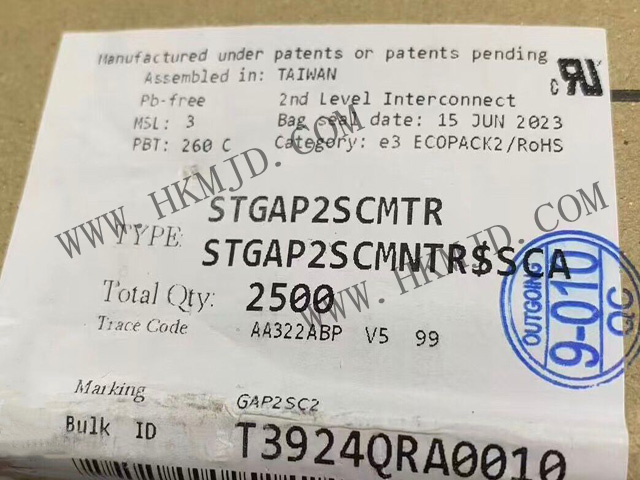 Manufactured under patents or patents pending
Assembled in: TAIWAN
Pb-free 2nd Level Interconnect
MSL: 3 Bag seal date: 15 JUN 2023
PBT: 260 C Category: e3 ECOPACK2/RoHS
WWW.HKMJD.COM
WWW.HKMJD.COM
STGAP2SCMTR
TYPE: STGAP2SCMNTR$SCA
Total Qty: 2500
Trace Code AA322ABP V5 99
OUTGOING
9-010
QC
Marking GAP2SC2
Bulk ID T3924QRA0010